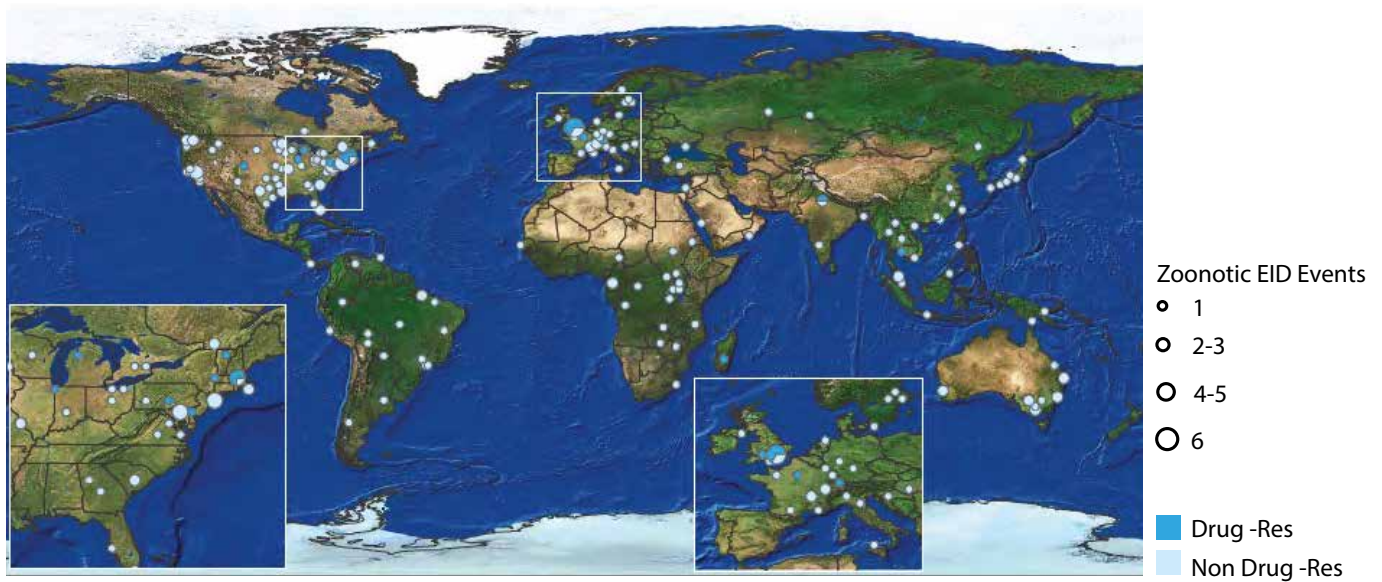 Zoonotic EID Events
1
2-3
4-5
6
Drug -Res
Non Drug -Res